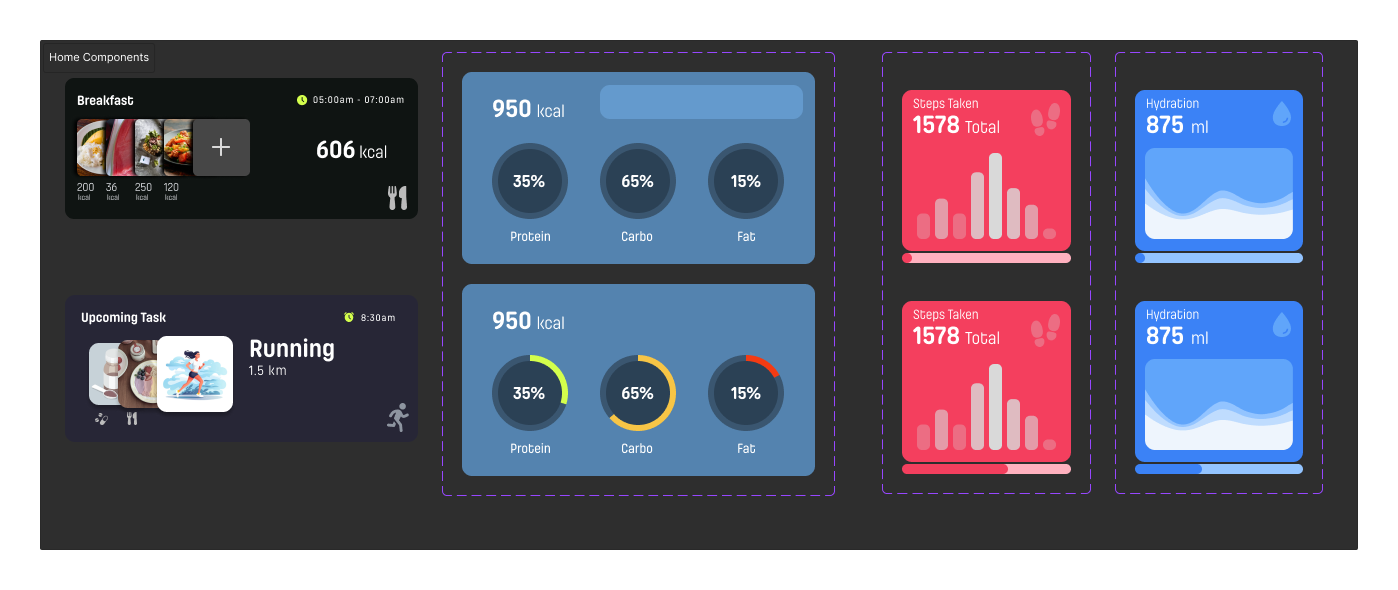 Home Components
Breakfast
05:00am - 07:00am
606 kcal
200 36 250 120
kcal kcal kcal kcal
Upcoming Task
8:30am
Running
1.5 km
950 kcal
35% 65% 15%
Protein Carbo Fat
950 kcal
35% 65% 15%
Protein Carbo Fat
Steps Taken
1578 Total
Steps Taken
1578 Total
Hydration
875 ml
Hydration
875 ml